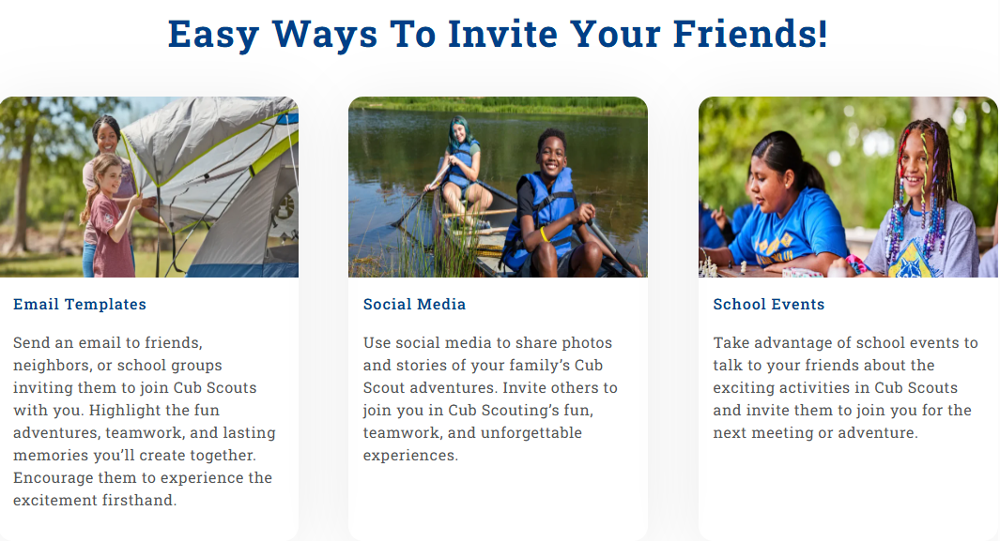 Easy Ways To Invite Your Friends!
Email Templates
Send an email to friends,
neighbors, or school groups
inviting them to join Cub Scouts
with you. Highlight the fun
adventures, teamwork, and lasting
memories you’ll create together.
Encourage them to experience the
excitement firsthand.
Social Media
Use social media to share photos
and stories of your family’s Cub
Scout adventures. Invite others to
join you in Cub Scouting’s fun,
teamwork, and unforgettable
experiences.
School Events
Take advantage of school events to
talk to your friends about the
exciting activities in Cub Scouts
and invite them to join you for the
next meeting or adventure.